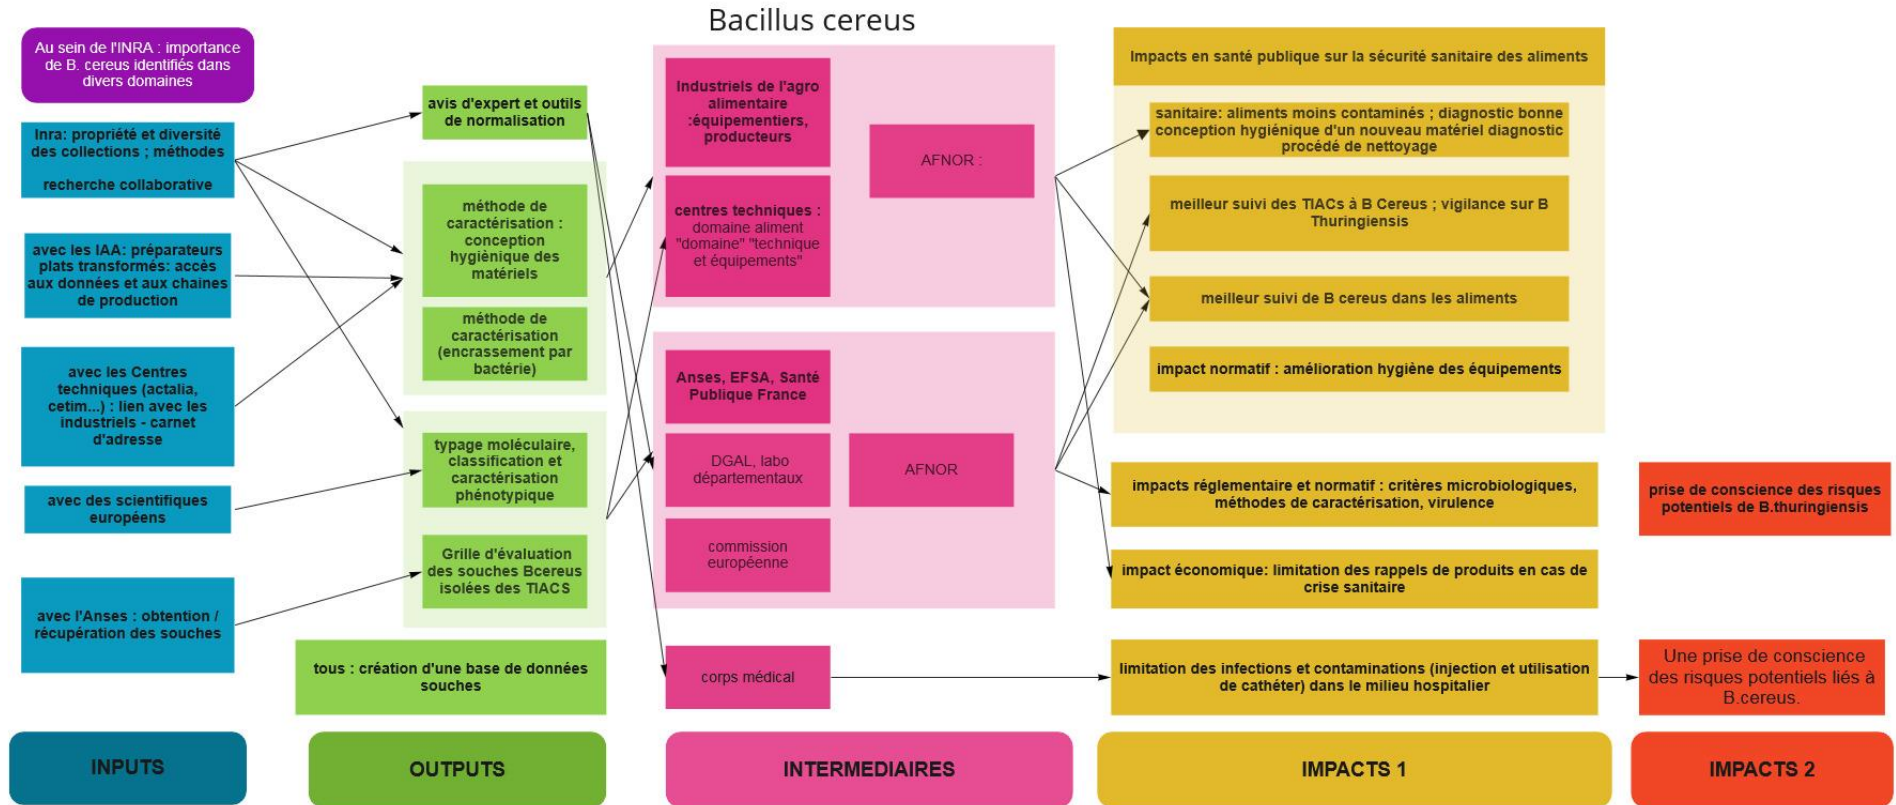 Bacillus cereus
Au sein de l'INRA : importance
de B. cereus identifiés dans
divers domaines
Inra: propriété et diversité
des collections ; méthodes
recherche collaborative
avec les IAA: préparateurs
plats transformés: accès
aux données et aux chaines
de production
avec les Centres
techniques (actalia,
cetim...) : lien avec les
industriels - carnet
d'adresse
avec des scientifiques
européens
avec l'Anses : obtention /
récupération des souches
INPUTS
avis d'expert et outils
de normalisation
méthode de
caractérisation :
conception
hygiènique des
matériels
méthode de
caractérisation
(encrassement par
bactérie)
typage moléculaire,
classification et
caractérisation
phénotypique
Grille d'évaluation
des souches Bcereus
isolées des TIACS
tous : création d'une base de données
souches
OUTPUTS
Industriels de l'agro
alimentaire
:équipementiers,
producteurs
AFNOR :
centres techniques :
domaine aliment
"domaine" "technique
et équipements"
Anses, EFSA, Santé
Publique France
DGAL, labo
départementaux
AFNOR
commission
européenne
corps médical
INTERMEDIAIRES
Impacts en santé publique sur la sécurité sanitaire des aliments
sanitaire: aliments moins contaminés ; diagnostic bonne
conception hygiénique d'un nouveau matériel diagnostic
procédé de nettoyage
meilleur suivi des TIACs à B Cereus ; vigilance sur B
Thuringiensis
meilleur suivi de B cereus dans les aliments
impact normatif : amélioration hygiène des équipements
impacts réglementaire et normatif : critères microbiologiques,
méthodes de caractérisation, virulence
impact économique: limitation des rappels de produits en cas de
crise sanitaire
limitation des infections et contaminations (injection et utilisation
de cathéter) dans le milieu hospitalier
IMPACTS 1
prise de conscience des risques
potentiels de B.thuringiensis
Une prise de conscience
des risques potentiels liés à
B.cereus.
IMPACTS 2